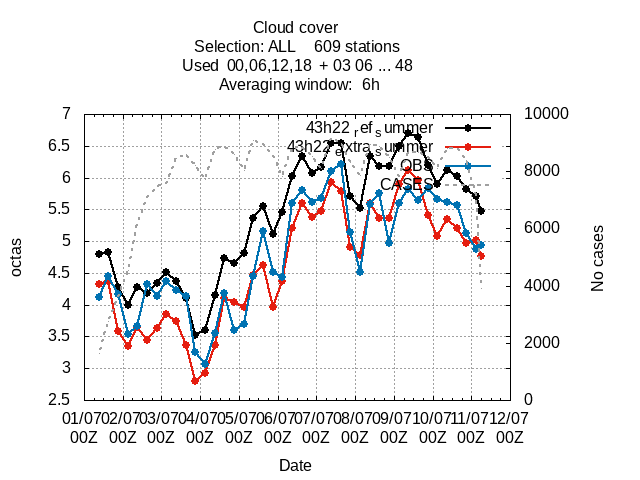 Cloud cover
Selection: ALL 609 stations
Used 00,06,12,18 + 03 06 ... 48
Averaging window: 6h
7
6.5
6
5.5
5
4.5
4
3.5
3
2.5
octas
10000
8000
6000
4000
2000
0
No cases
43h22refsummer
43h22extrasummer
OBS
CASES
01/07 02/07 03/07 04/07 05/07 06/07 07/07 08/07 09/07 10/07 11/07 12/07
00Z 00Z 00Z 00Z 00Z 00Z 00Z 00Z 00Z 00Z 00Z 00Z
Date